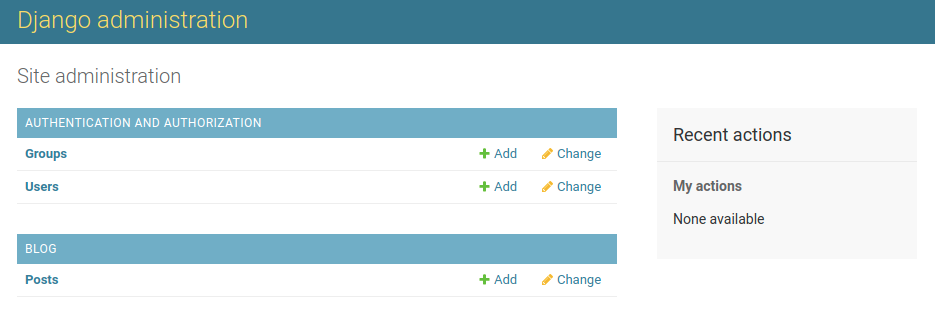 Django administration
Site administration
AUTHENTICATION AND AUTHORIZATION
Groups Add Change
Users Add Change
BLOG
Posts Add Change
Recent actions
My actions
None available